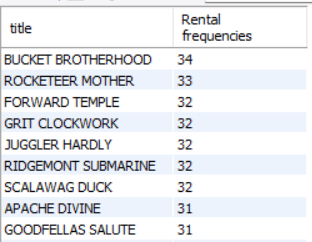 title Rental
frequencies
BUCKET BROTHERHOOD 34
ROCKETEER MOTHER 33
FORWARD TEMPLE 32
GRIT CLOCKWORK 32
JUGGLER HARDLY 32
RIDGEMONT SUBMARINE 32
SCALAWAG DUCK 32
APACHE DIVINE 31
GOODFELLAS SALUTE 31